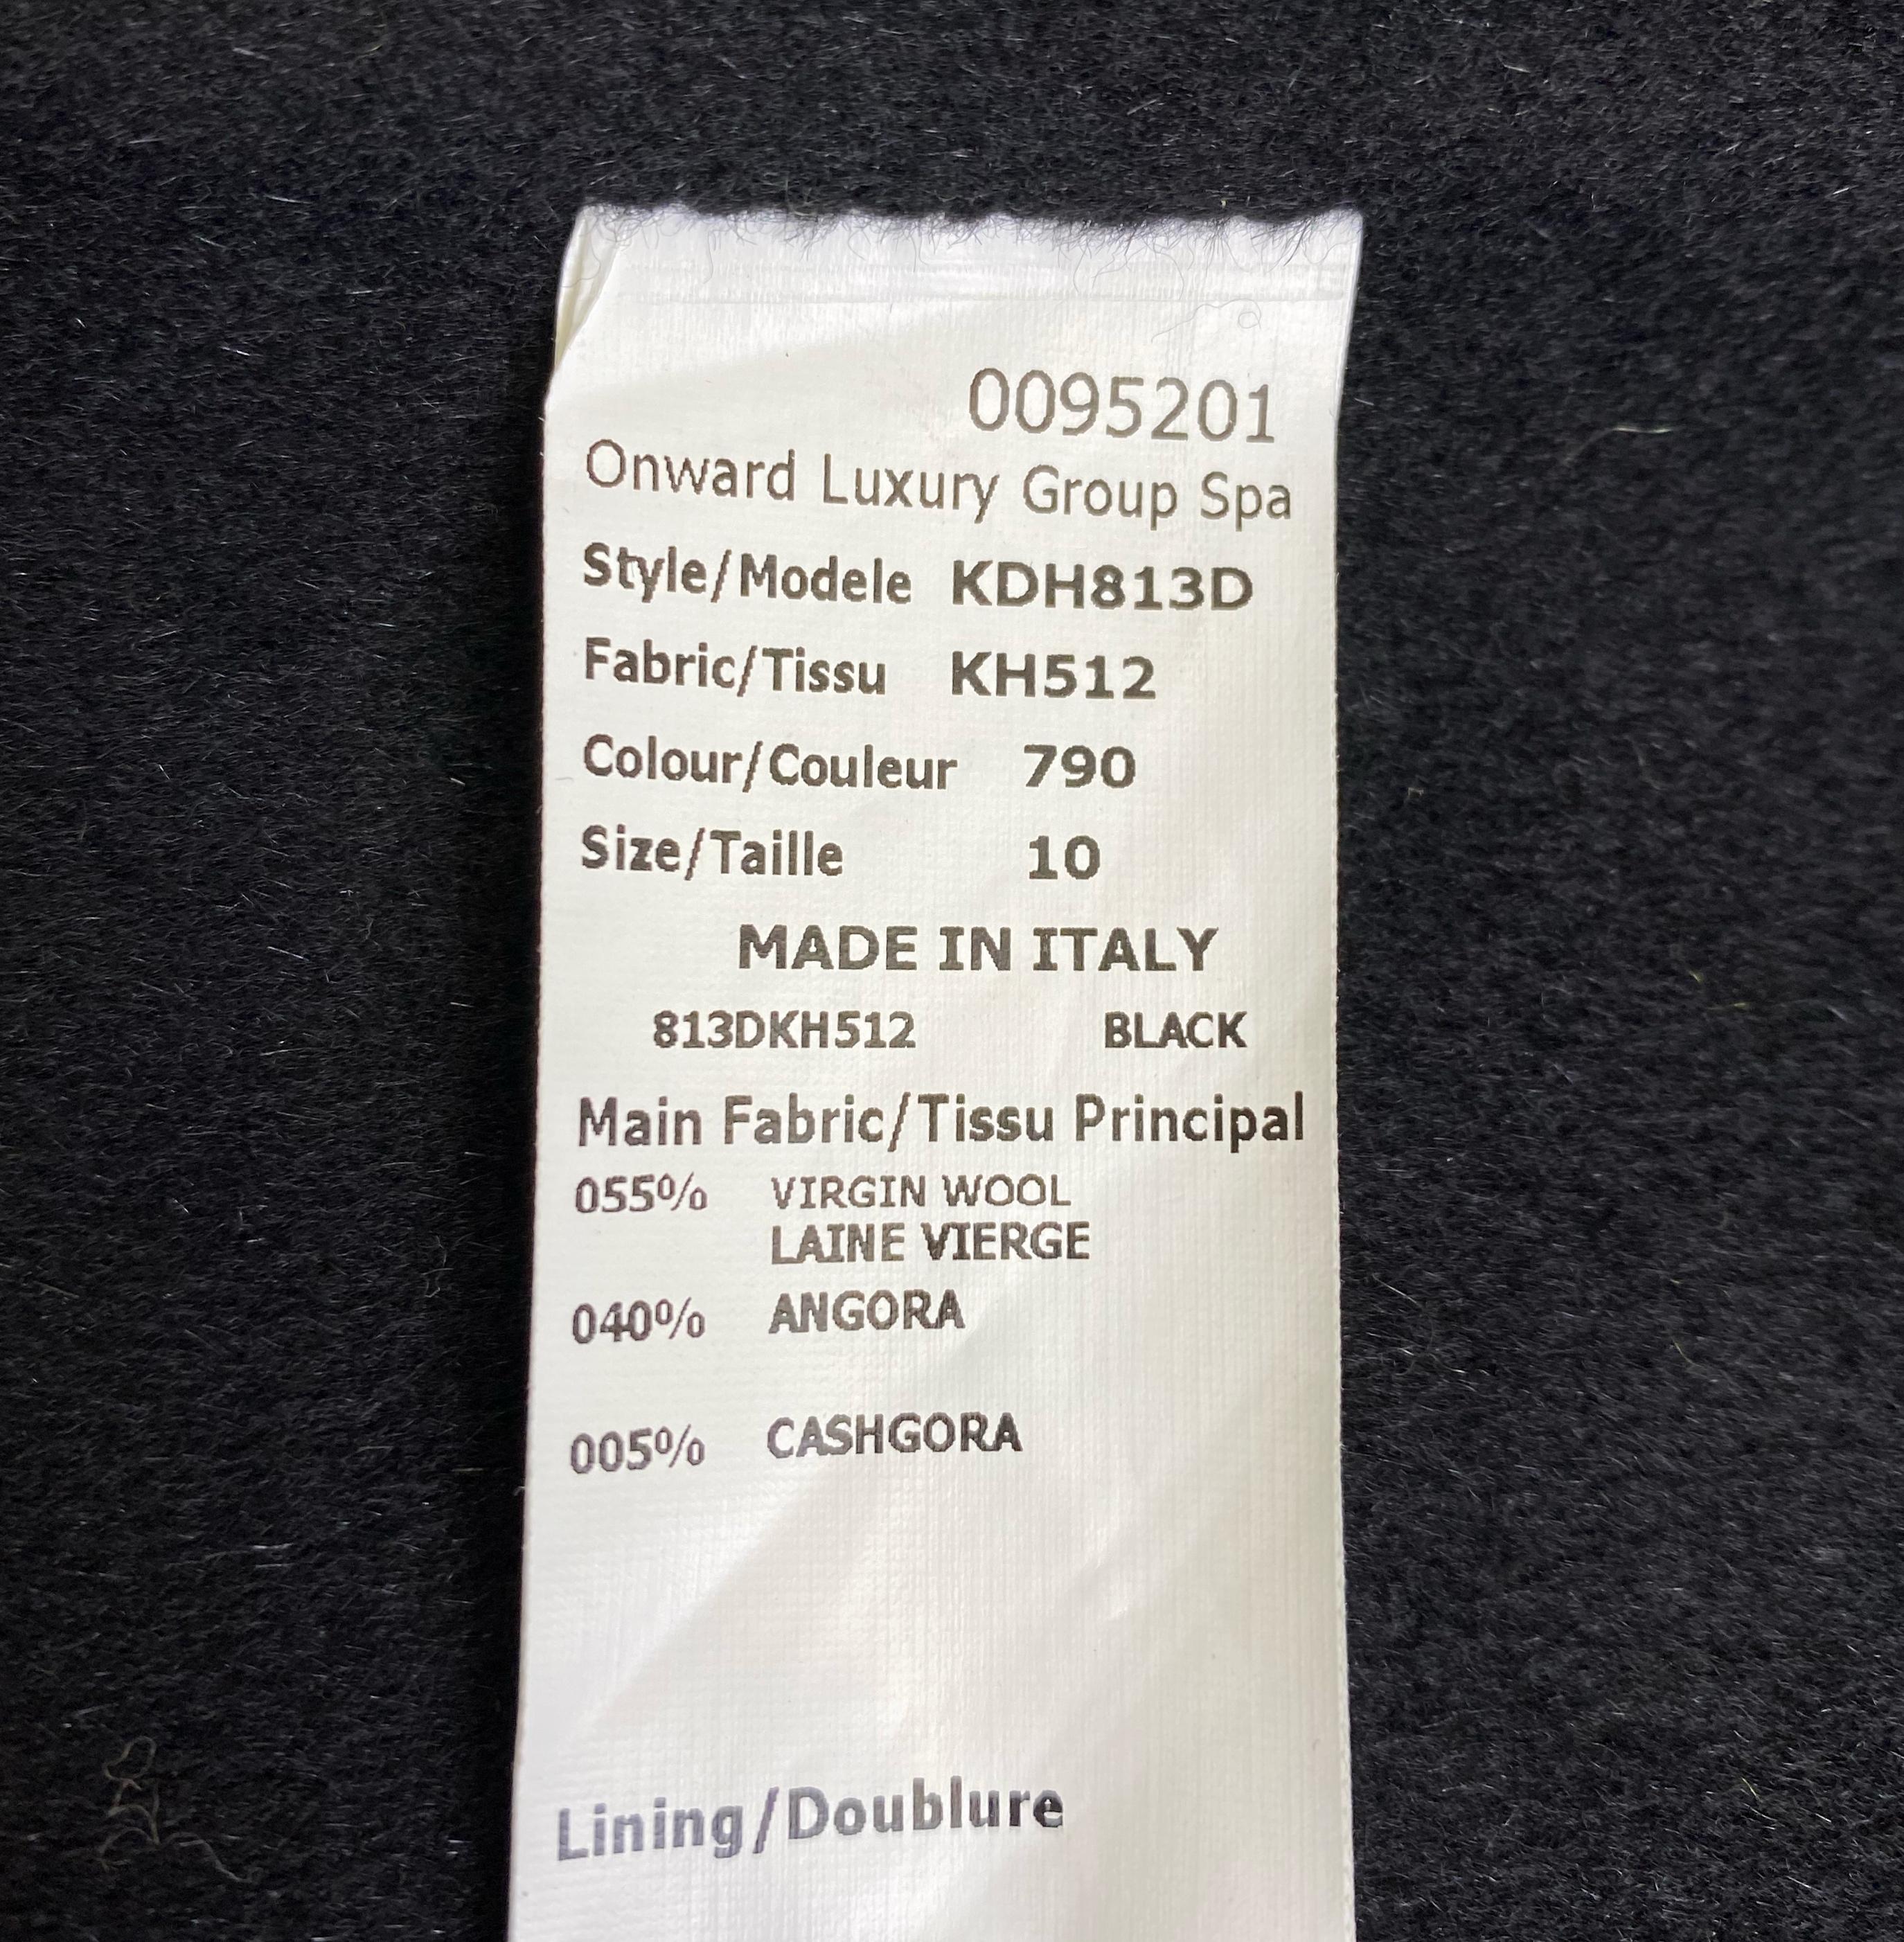 0095201
Onward Luxury Group Spa
Style/Modele KDH813D
Fabric/Tissu KH512
Colour/Couleur 790
Size/Taille 10
MADE IN ITALY
813DKH512 BLACK
Main Fabric/Tissu Principal
055% VIRGIN WOOL
LAINE VIERGE
040% ANGORA
005% CASHGORA
Lining/Doublure